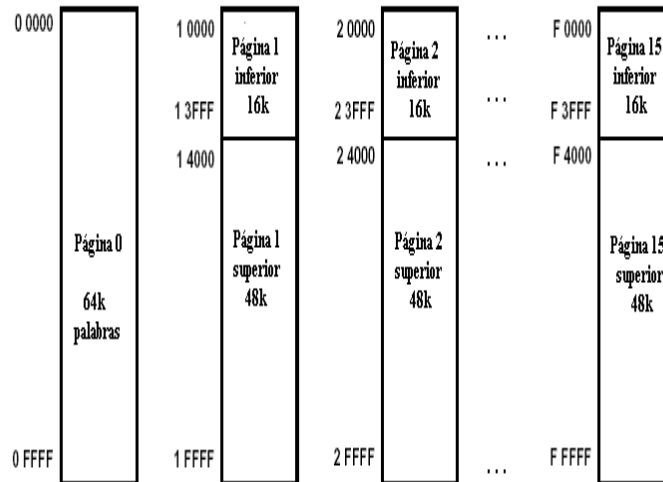 0 0000
Página 0
64k
palabras
0 FFFF
1 0000
Página 1
inferior
16k
1 3FFF
1 4000
Página 1
superior
48k
1 FFFF
2 0000
Página 2
inferior
16k
2 3FFF
2 4000
Página 2
superior
48k
2 FFFF
...
...
...
...
F 0000
Página 15
inferior
16k
F 3FFF
F 4000
Página 15
superior
48k
F FFFF